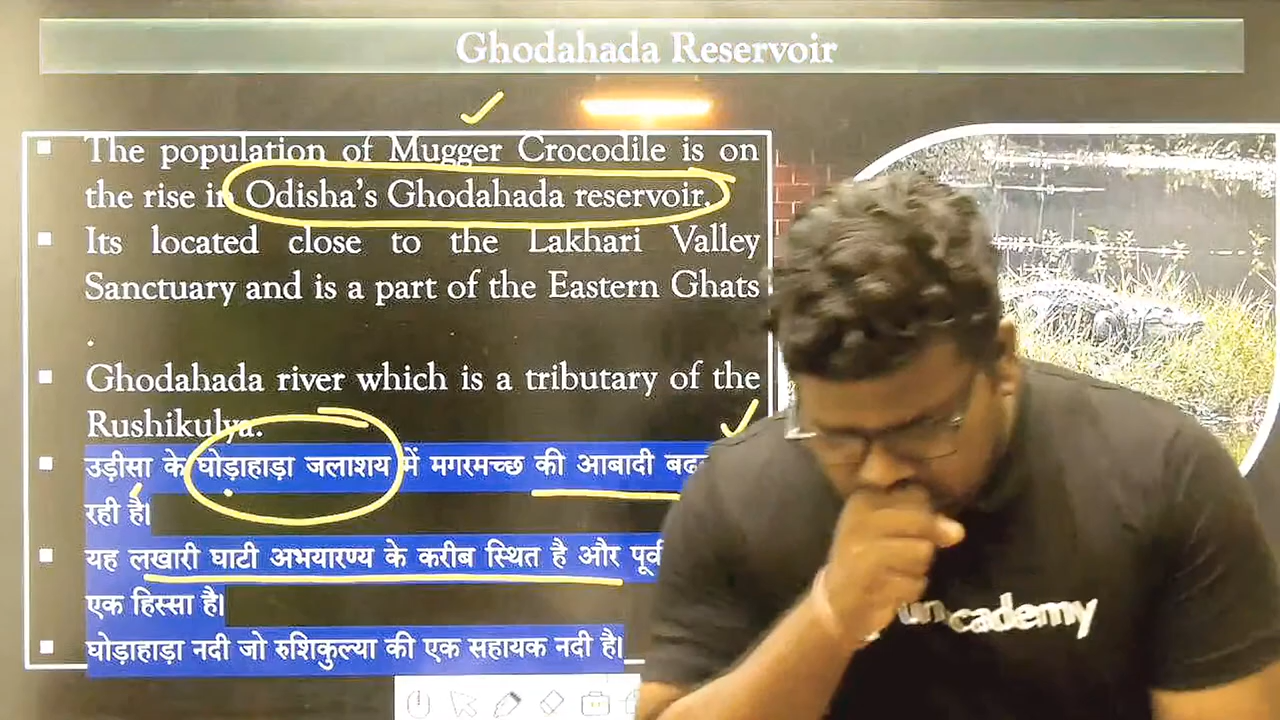 Ghodahada Reservoir
The population of Mugger Crocodile is on
the rise in Odisha's Ghodahada reservoir.
Its located close to the Lakhari Valley
Sanctuary and is a part of the Eastern Ghats
.
Ghodahada river which is a tributary of the
Rushikulya.
उड़ीसा के घोड़ाहाड़ा जलाशय में मगरमच्छ की आबादी
रही है।
यह लखारी घाटी अभयारण्य के करीब स्थित है और
एक हिस्सा है।
घोड़ाहाड़ा नदी जो रुशिकुल्या की एक सहायक नदी है।